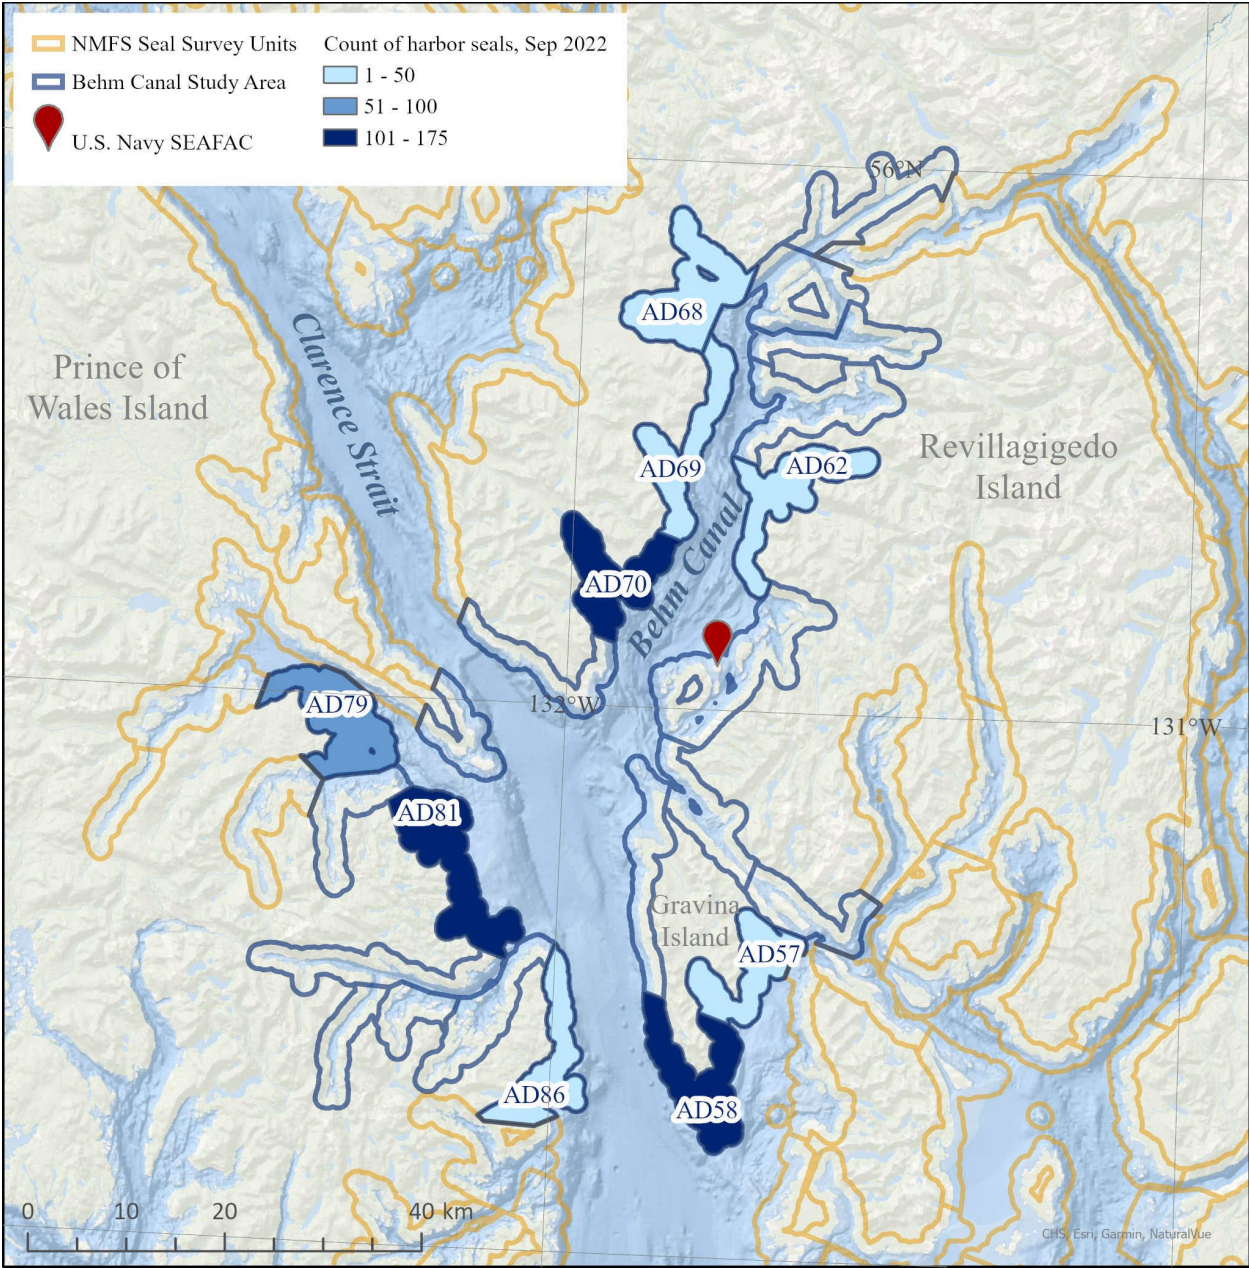 NMFS Seal Survey Units
Behm Canal Study Area
U.S. Navy SEAFAC
Count of harbor seals, Sep 2022
1 - 50
51 - 100
101 - 175
56°N
AD68
Clarence Strait
Prince of
Wales Island
Revillagigedo
Island
AD69
AD62
Behm Canal
AD70
132°W
AD79
131°W
AD81
Gravina
Island
AD57
AD86
AD58
0 10 20 40 km
CHS, Esri, Garmin, NaturalVue